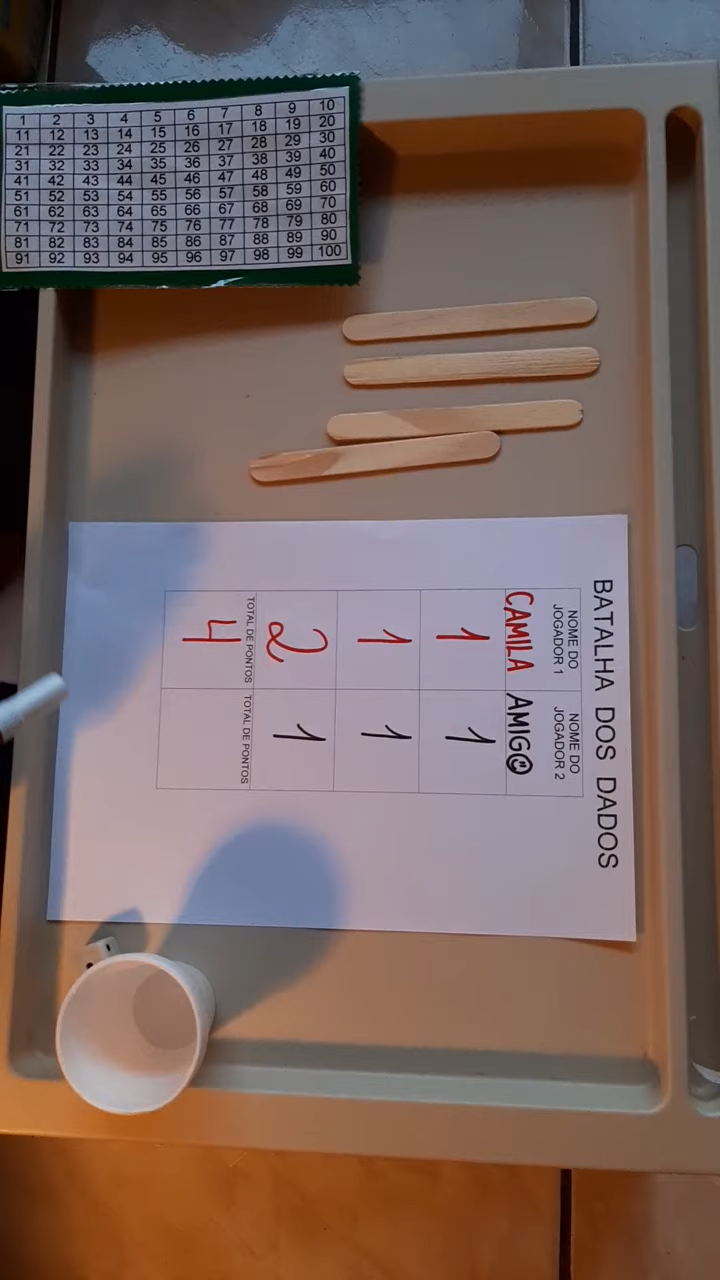 1 2 3 4 5 6 7 8 9 10
11 12 13 14 15 16 17 18 19 20
21 22 23 24 25 26 27 28 29 30
31 32 33 34 35 36 37 38 39 40
41 42 43 44 45 46 47 48 49 50
51 52 53 54 55 56 57 58 59 60
61 62 63 64 65 66 67 68 69 70
71 72 73 74 75 76 77 78 79 80
81 82 83 84 85 86 87 88 89 90
91 92 93 94 95 96 97 98 99 100
BATALHA DOS DADOS
NOME DO JOGADOR 1 NOME DO JOGADOR 2
CAMILA AMIGO
1 1
1 1
2 1
TOTAL DE PONTOS TOTAL DE PONTOS
4